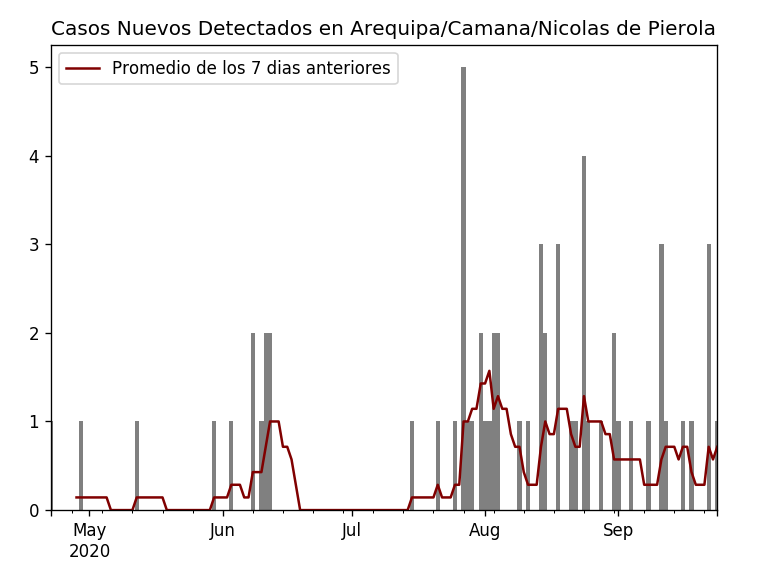 Casos Nuevos Detectados en Arequipa/Camana/Nicolas de Pierola
Promedio de los 7 dias anteriores
5
4
3
2
1
0
May Jun Jul Aug Sep
2020